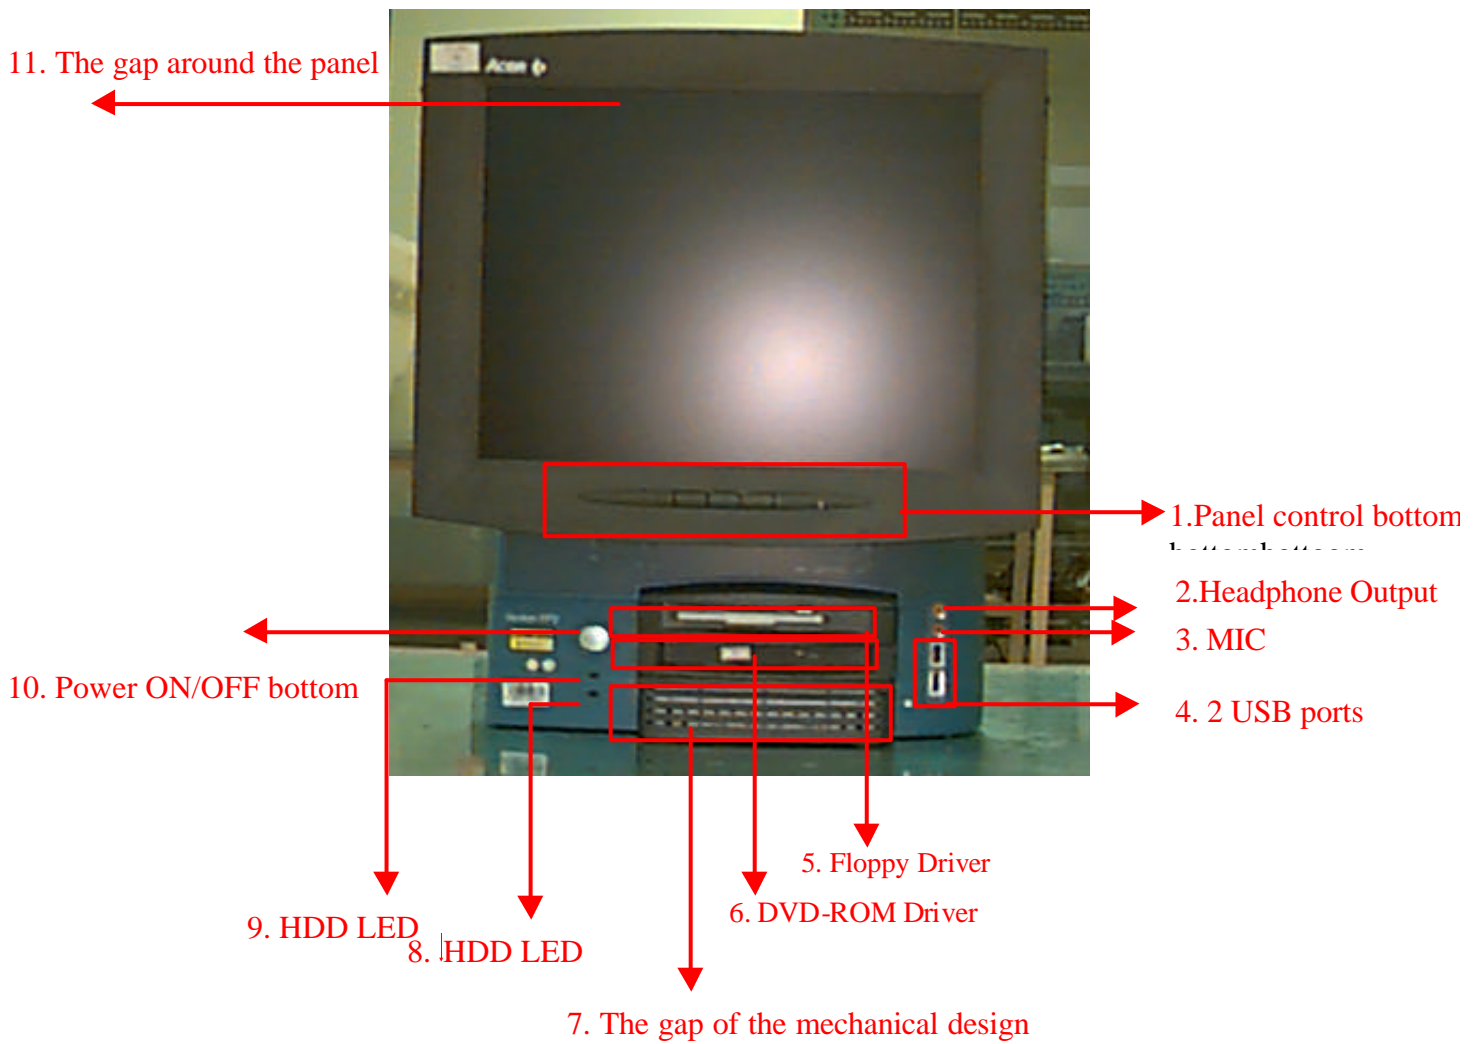 11. The gap around the panel
Acer
1.Panel control bottom
2.Headphone Output
3. MIC
10. Power ON/OFF bottom
4. 2 USB ports
5. Floppy Driver
6. DVD-ROM Driver
9. HDD LED
8. HDD LED
7. The gap of the mechanical design